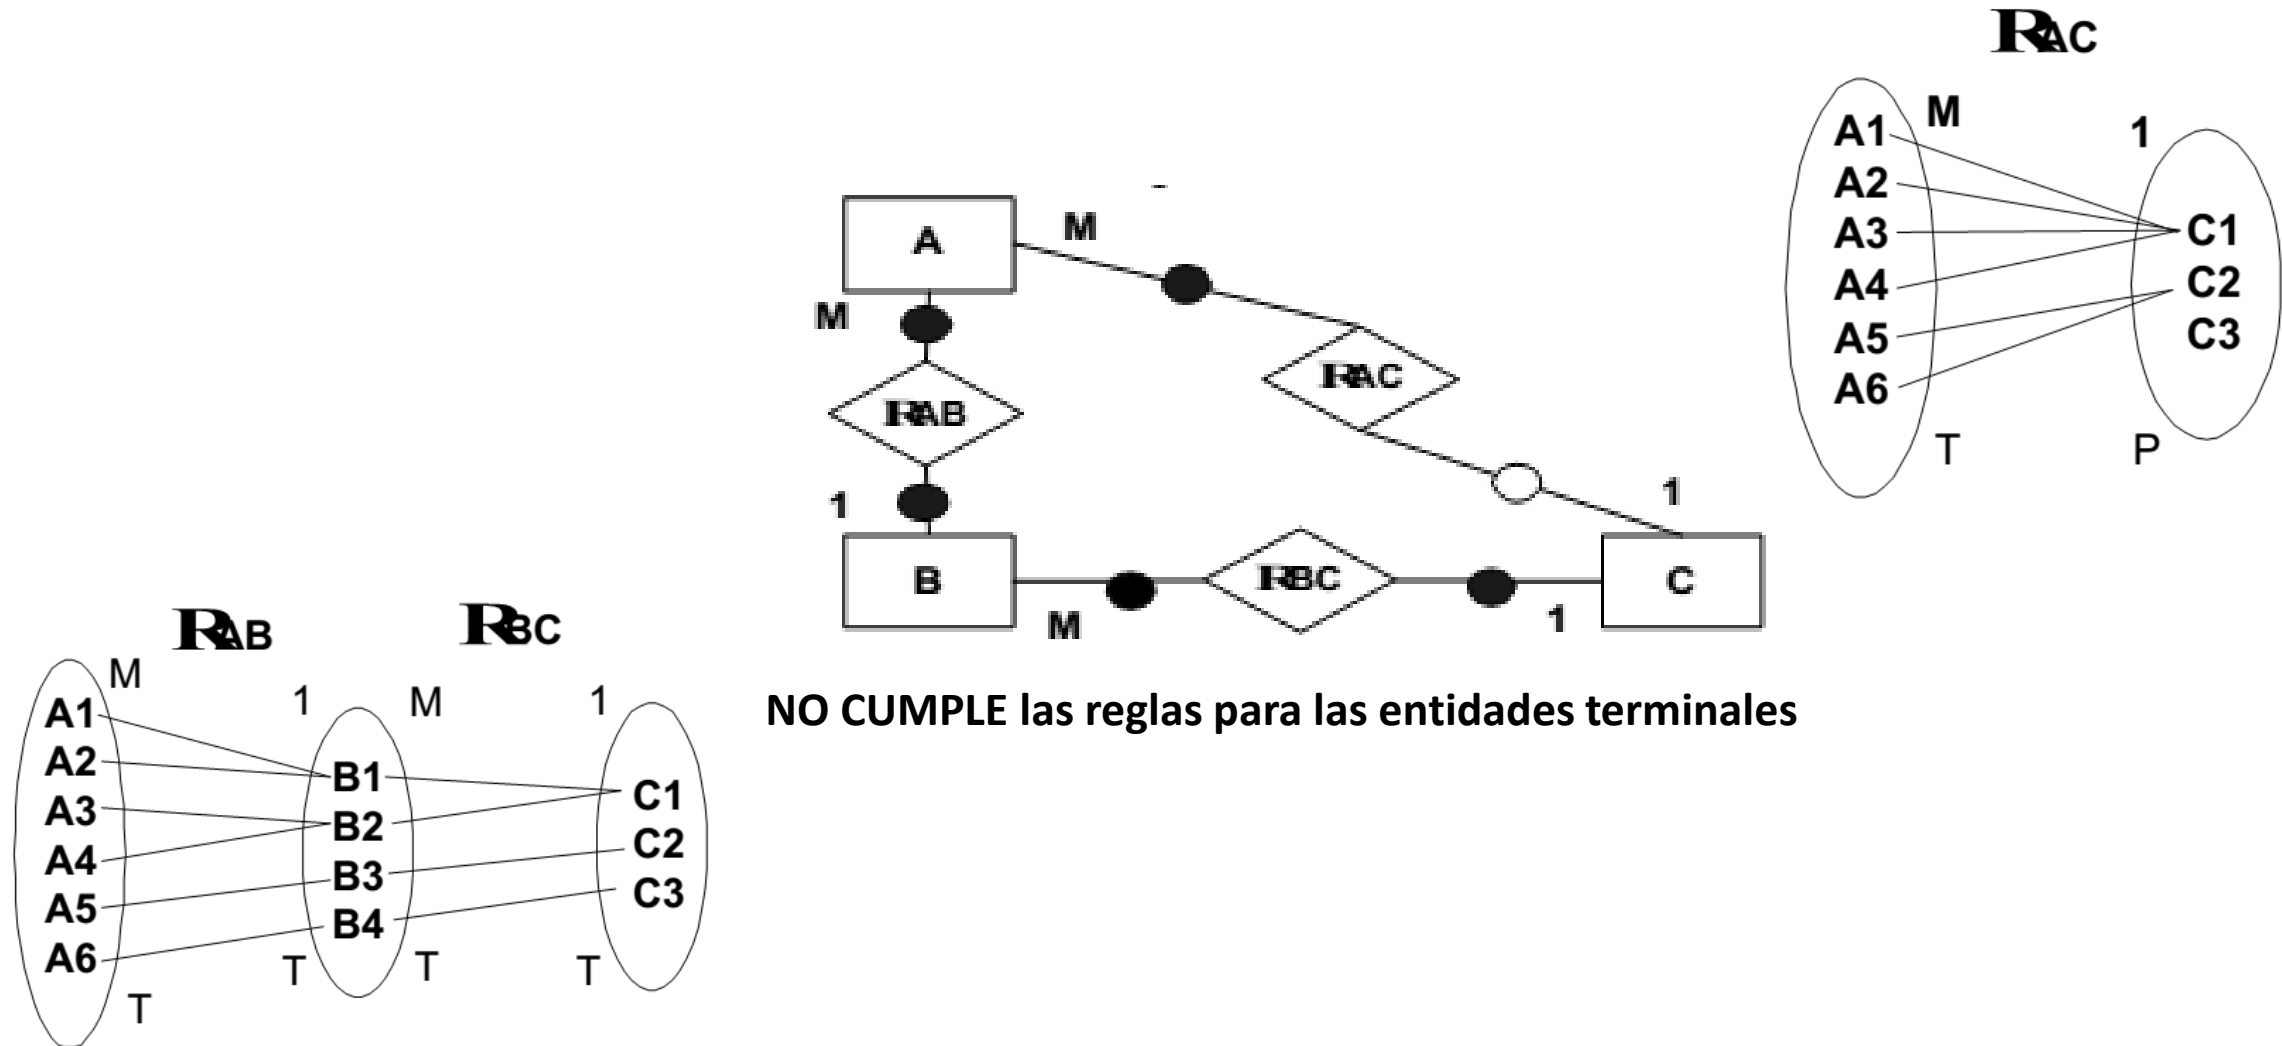 RAC
M
1
A1
A2
A3
A4
A5
A6
C1
C2
C3
T
P
A
M
M
RAC
RAB
1
1
B
RBC
C
M
1
NO CUMPLE las reglas para las entidades terminales
RAB
RBC
M
1
M
1
A1
A2
A3
A4
A5
A6
B1
B2
B3
B4
C1
C2
C3
T
T
T
T